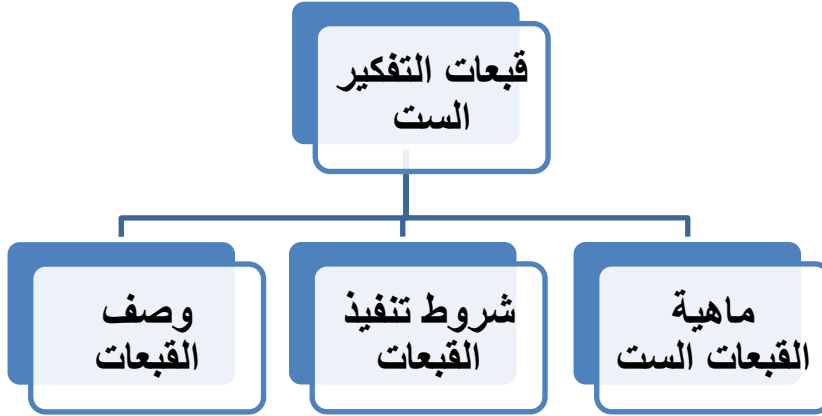 قبعات التفكير
الست
ماهية
القبعات الست
شروط تنفيذ
القبعات
وصف
القبعات